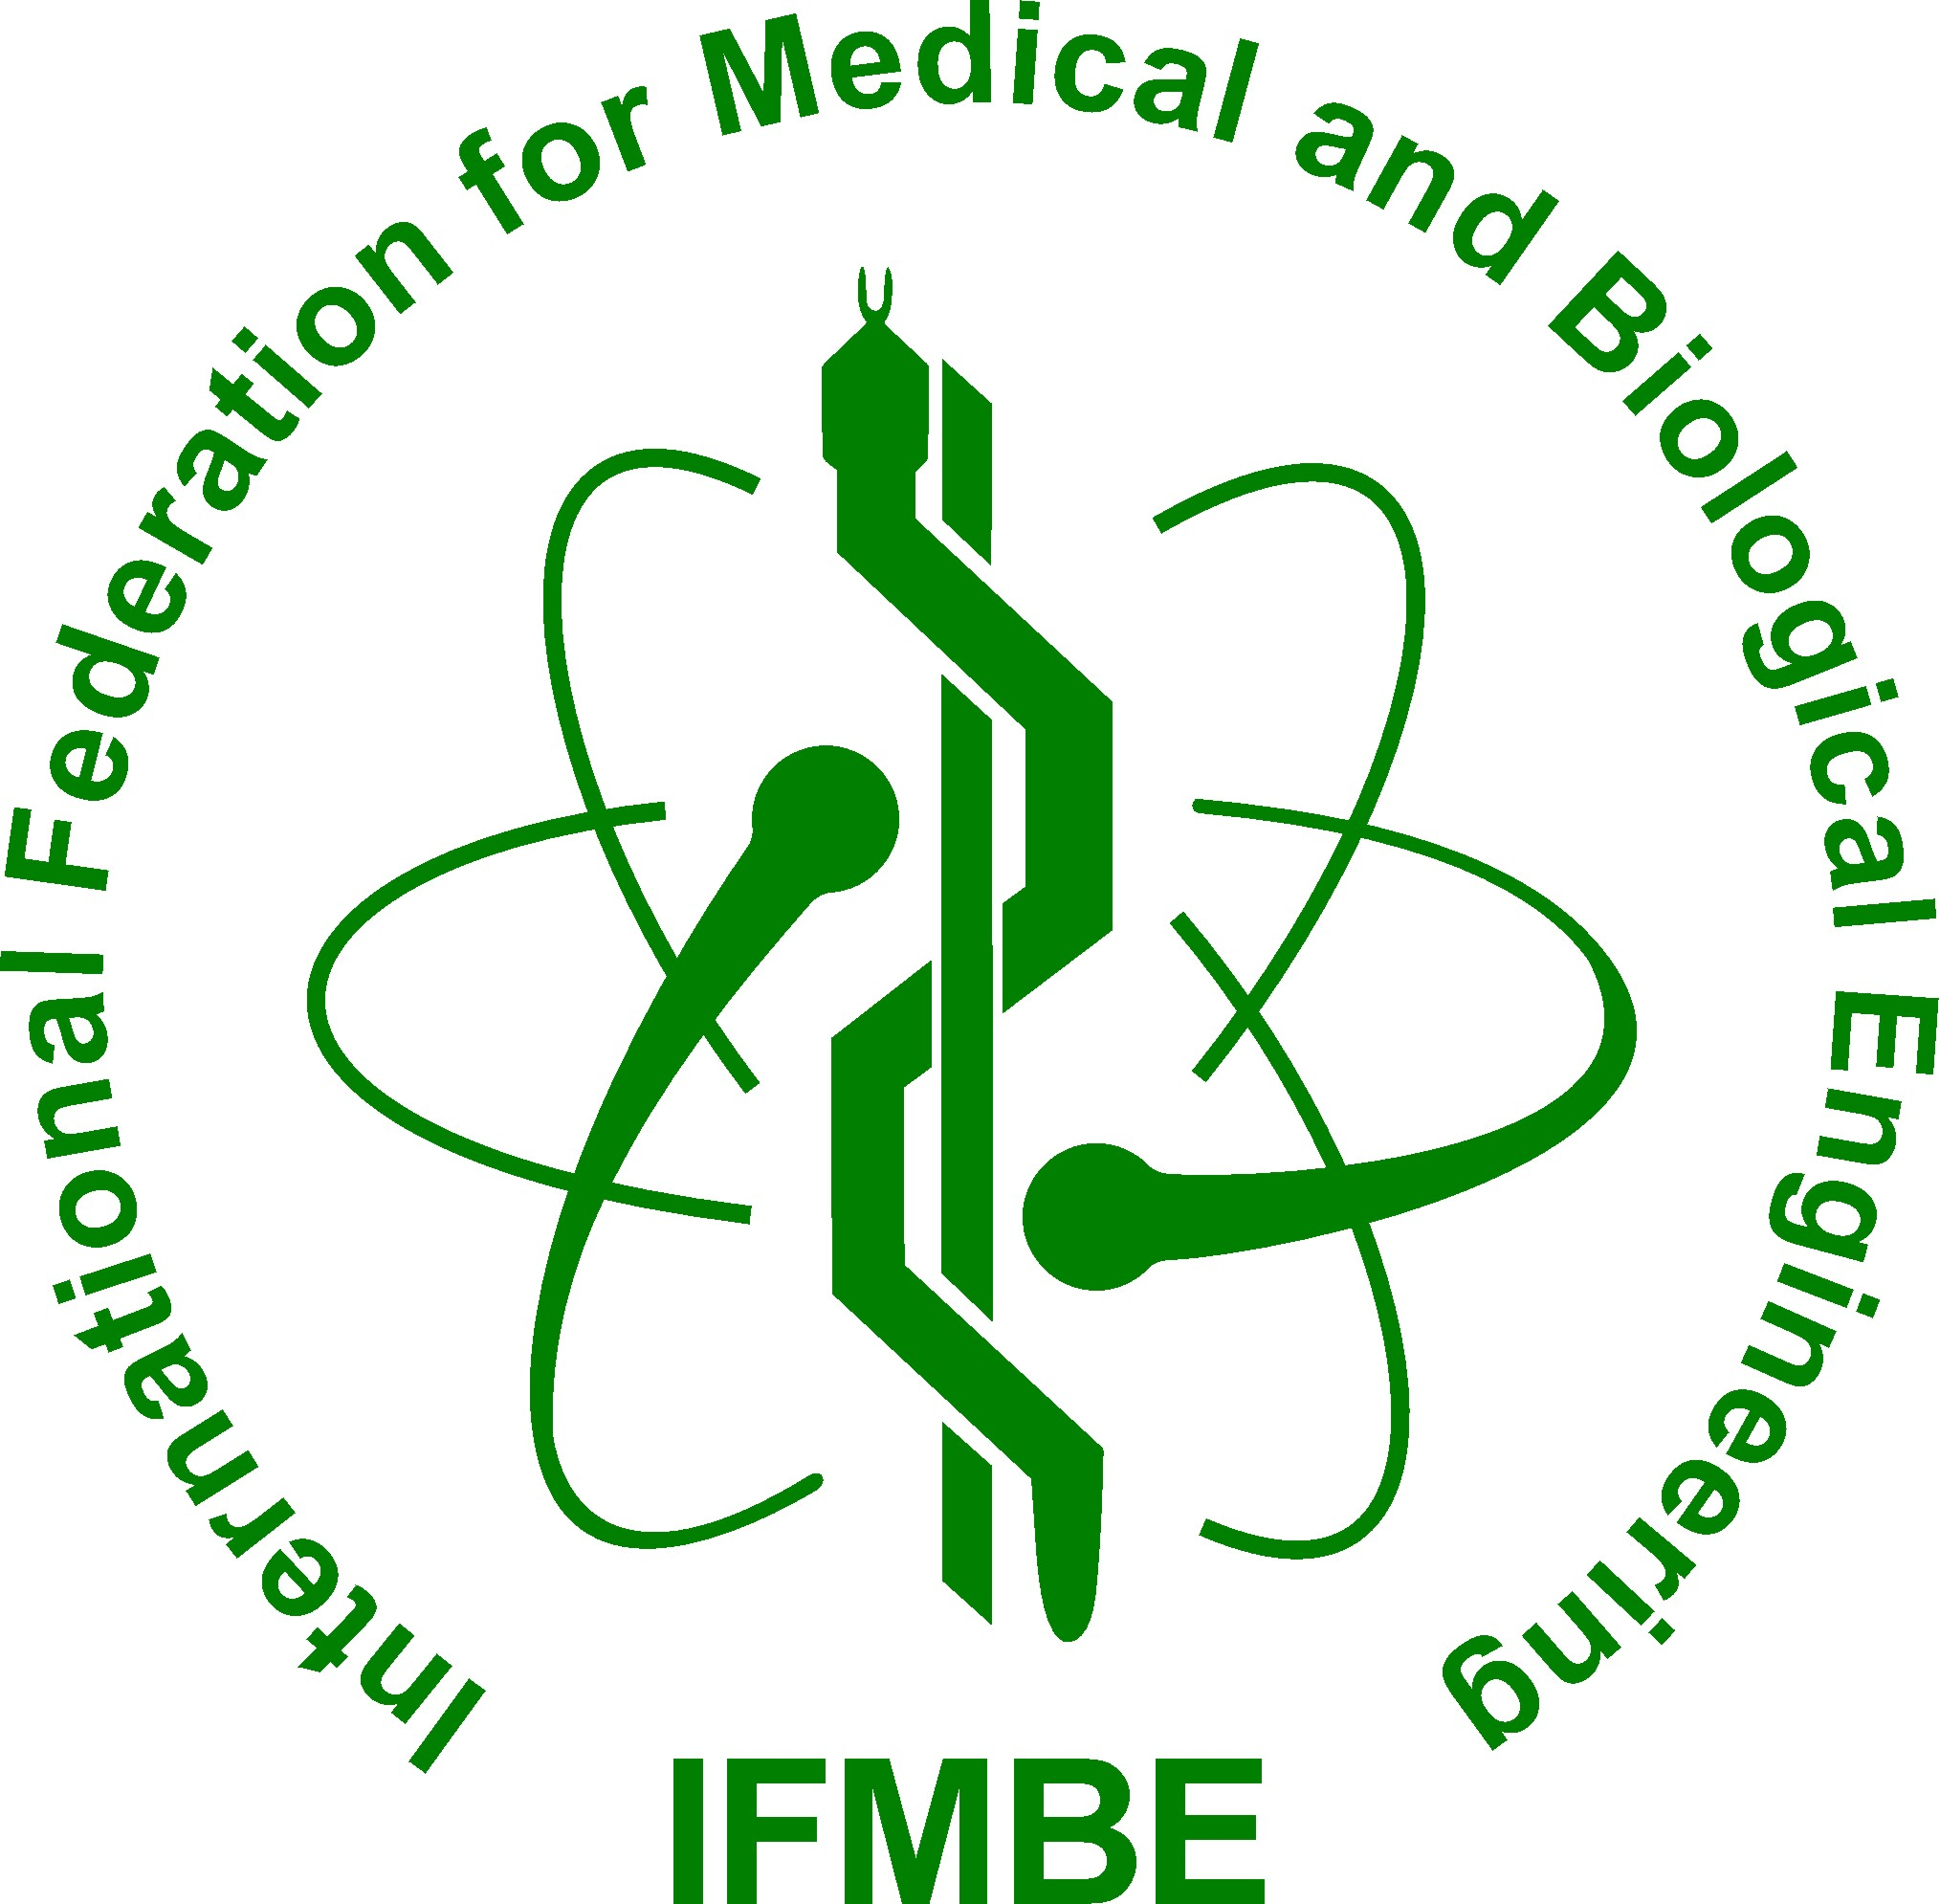 International Federation for Medical and Biological Engineering
IFMBE